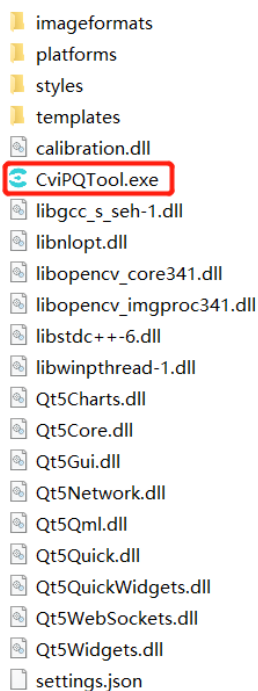 imageformats
platforms
styles
templates
calibration.dll
CviPQTool.exe
libgcc_s_seh-1.dll
libnlopt.dll
libopencv_core341.dll
libopencv_imgproc341.dll
libstdc++-6.dll
libwinpthread-1.dll
Qt5Charts.dll
Qt5Core.dll
Qt5Gui.dll
Qt5Network.dll
Qt5Qml.dll
Qt5Quick.dll
Qt5QuickWidgets.dll
Qt5WebSockets.dll
Qt5Widgets.dll
settings.json